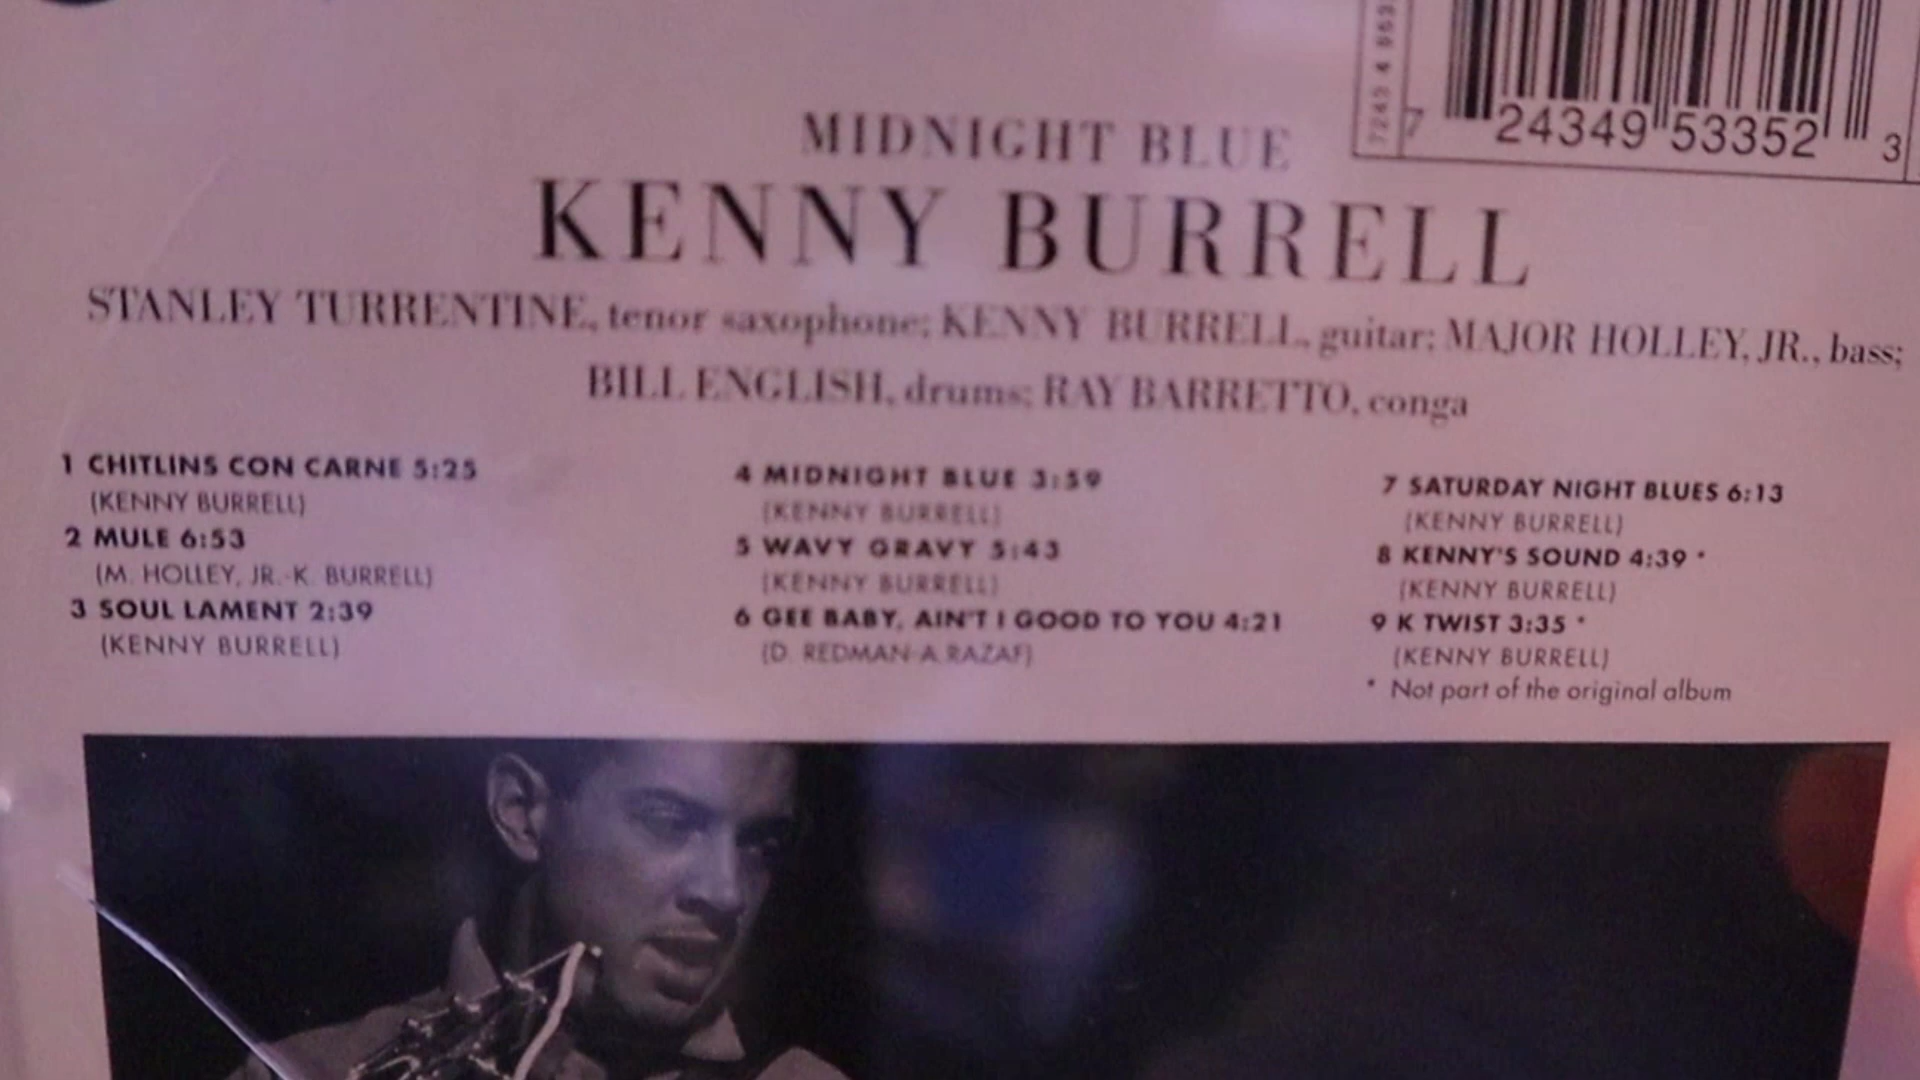 7243 4 953
7 24349 53352 3
MIDNIGHT BLUE
KENNY BURRELL
STANLEY TURRENTINE, tenor saxophone; KENNY BURRELL, guitar; MAJOR HOLLEY, JR., bass;
BILL ENGLISH, drums; RAY BARRETTO, conga
1 CHITLINS CON CARNE 5:25
(KENNY BURRELL)
2 MULE 6:53
(M. HOLLEY, JR.-K. BURRELL)
3 SOUL LAMENT 2:39
(KENNY BURRELL)
4 MIDNIGHT BLUE 3:59
(KENNY BURRELL)
5 WAVY GRAVY 5:43
(KENNY BURRELL)
6 GEE BABY, AIN'T I GOOD TO YOU 4:21
(D. REDMAN-A.RAZAF)
7 SATURDAY NIGHT BLUES 6:13
(KENNY BURRELL)
8 KENNY'S SOUND 4:39 *
(KENNY BURRELL)
9 K TWIST 3:35 *
(KENNY BURRELL)
* Not part of the original album